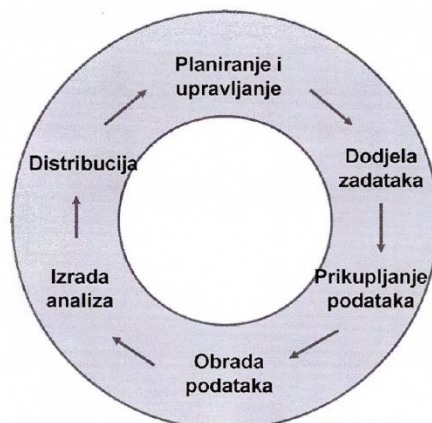 Planiranje i
upravljanje
Dodjela
zadataka
Prikupljanje
podataka
Obrada
podataka
Izrada
analiza
Distribucija